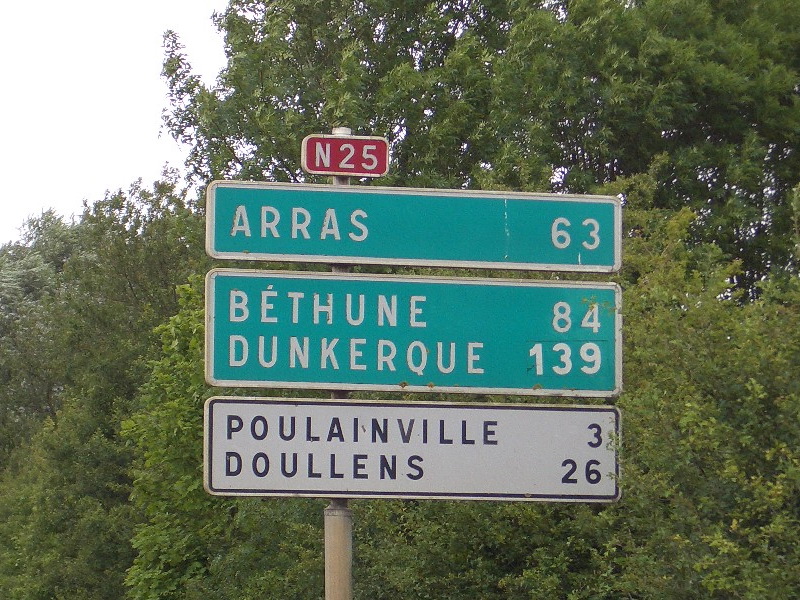 N25
ARRAS 63
BÉTHUNE 84
DUNKERQUE 139
POULAINVILLE 3
DOULLENS 26